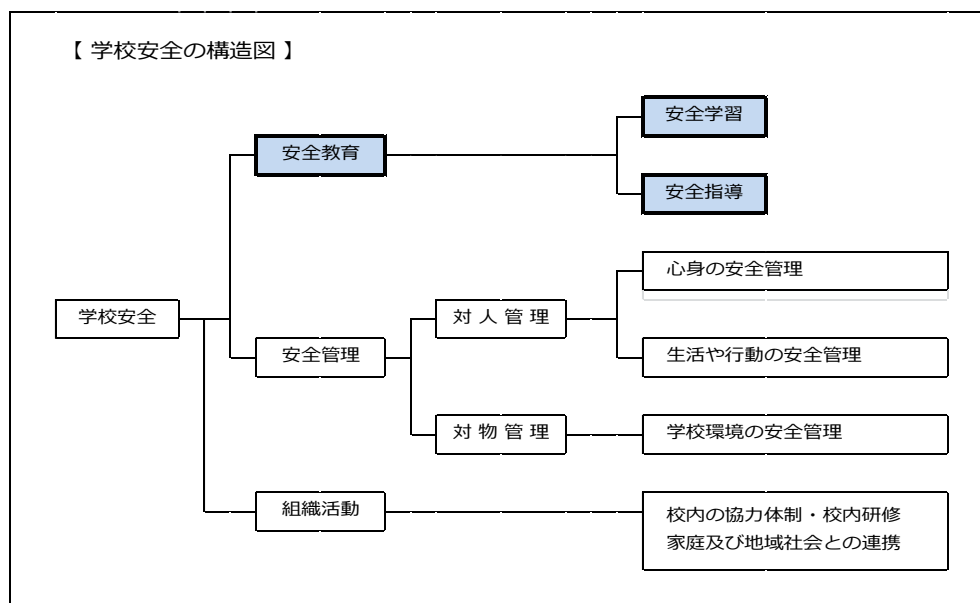 【 学校安全の構造図 】
安全学習
安全教育
安全指導
心身の安全管理
学校安全
対 人 管 理
安全管理
生活や行動の安全管理
対 物 管 理
学校環境の安全管理
組織活動
校内の協力体制・校内研修
家庭及び地域社会との連携